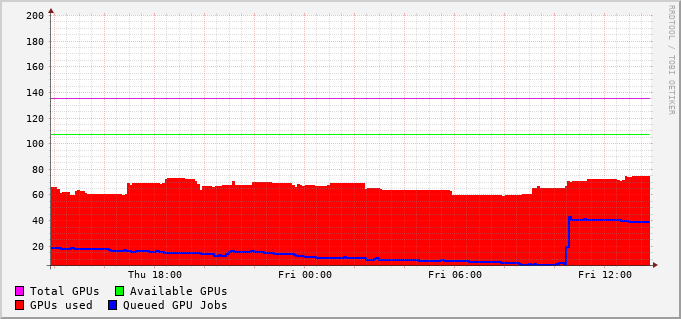 200
180
160
140
120
100
80
60
40
20
Thu 18:00 Fri 00:00 Fri 06:00 Fri 12:00
Total GPUs Available GPUs
GPUs used Queued GPU Jobs
RRDTOOL / TOBI OETIKER